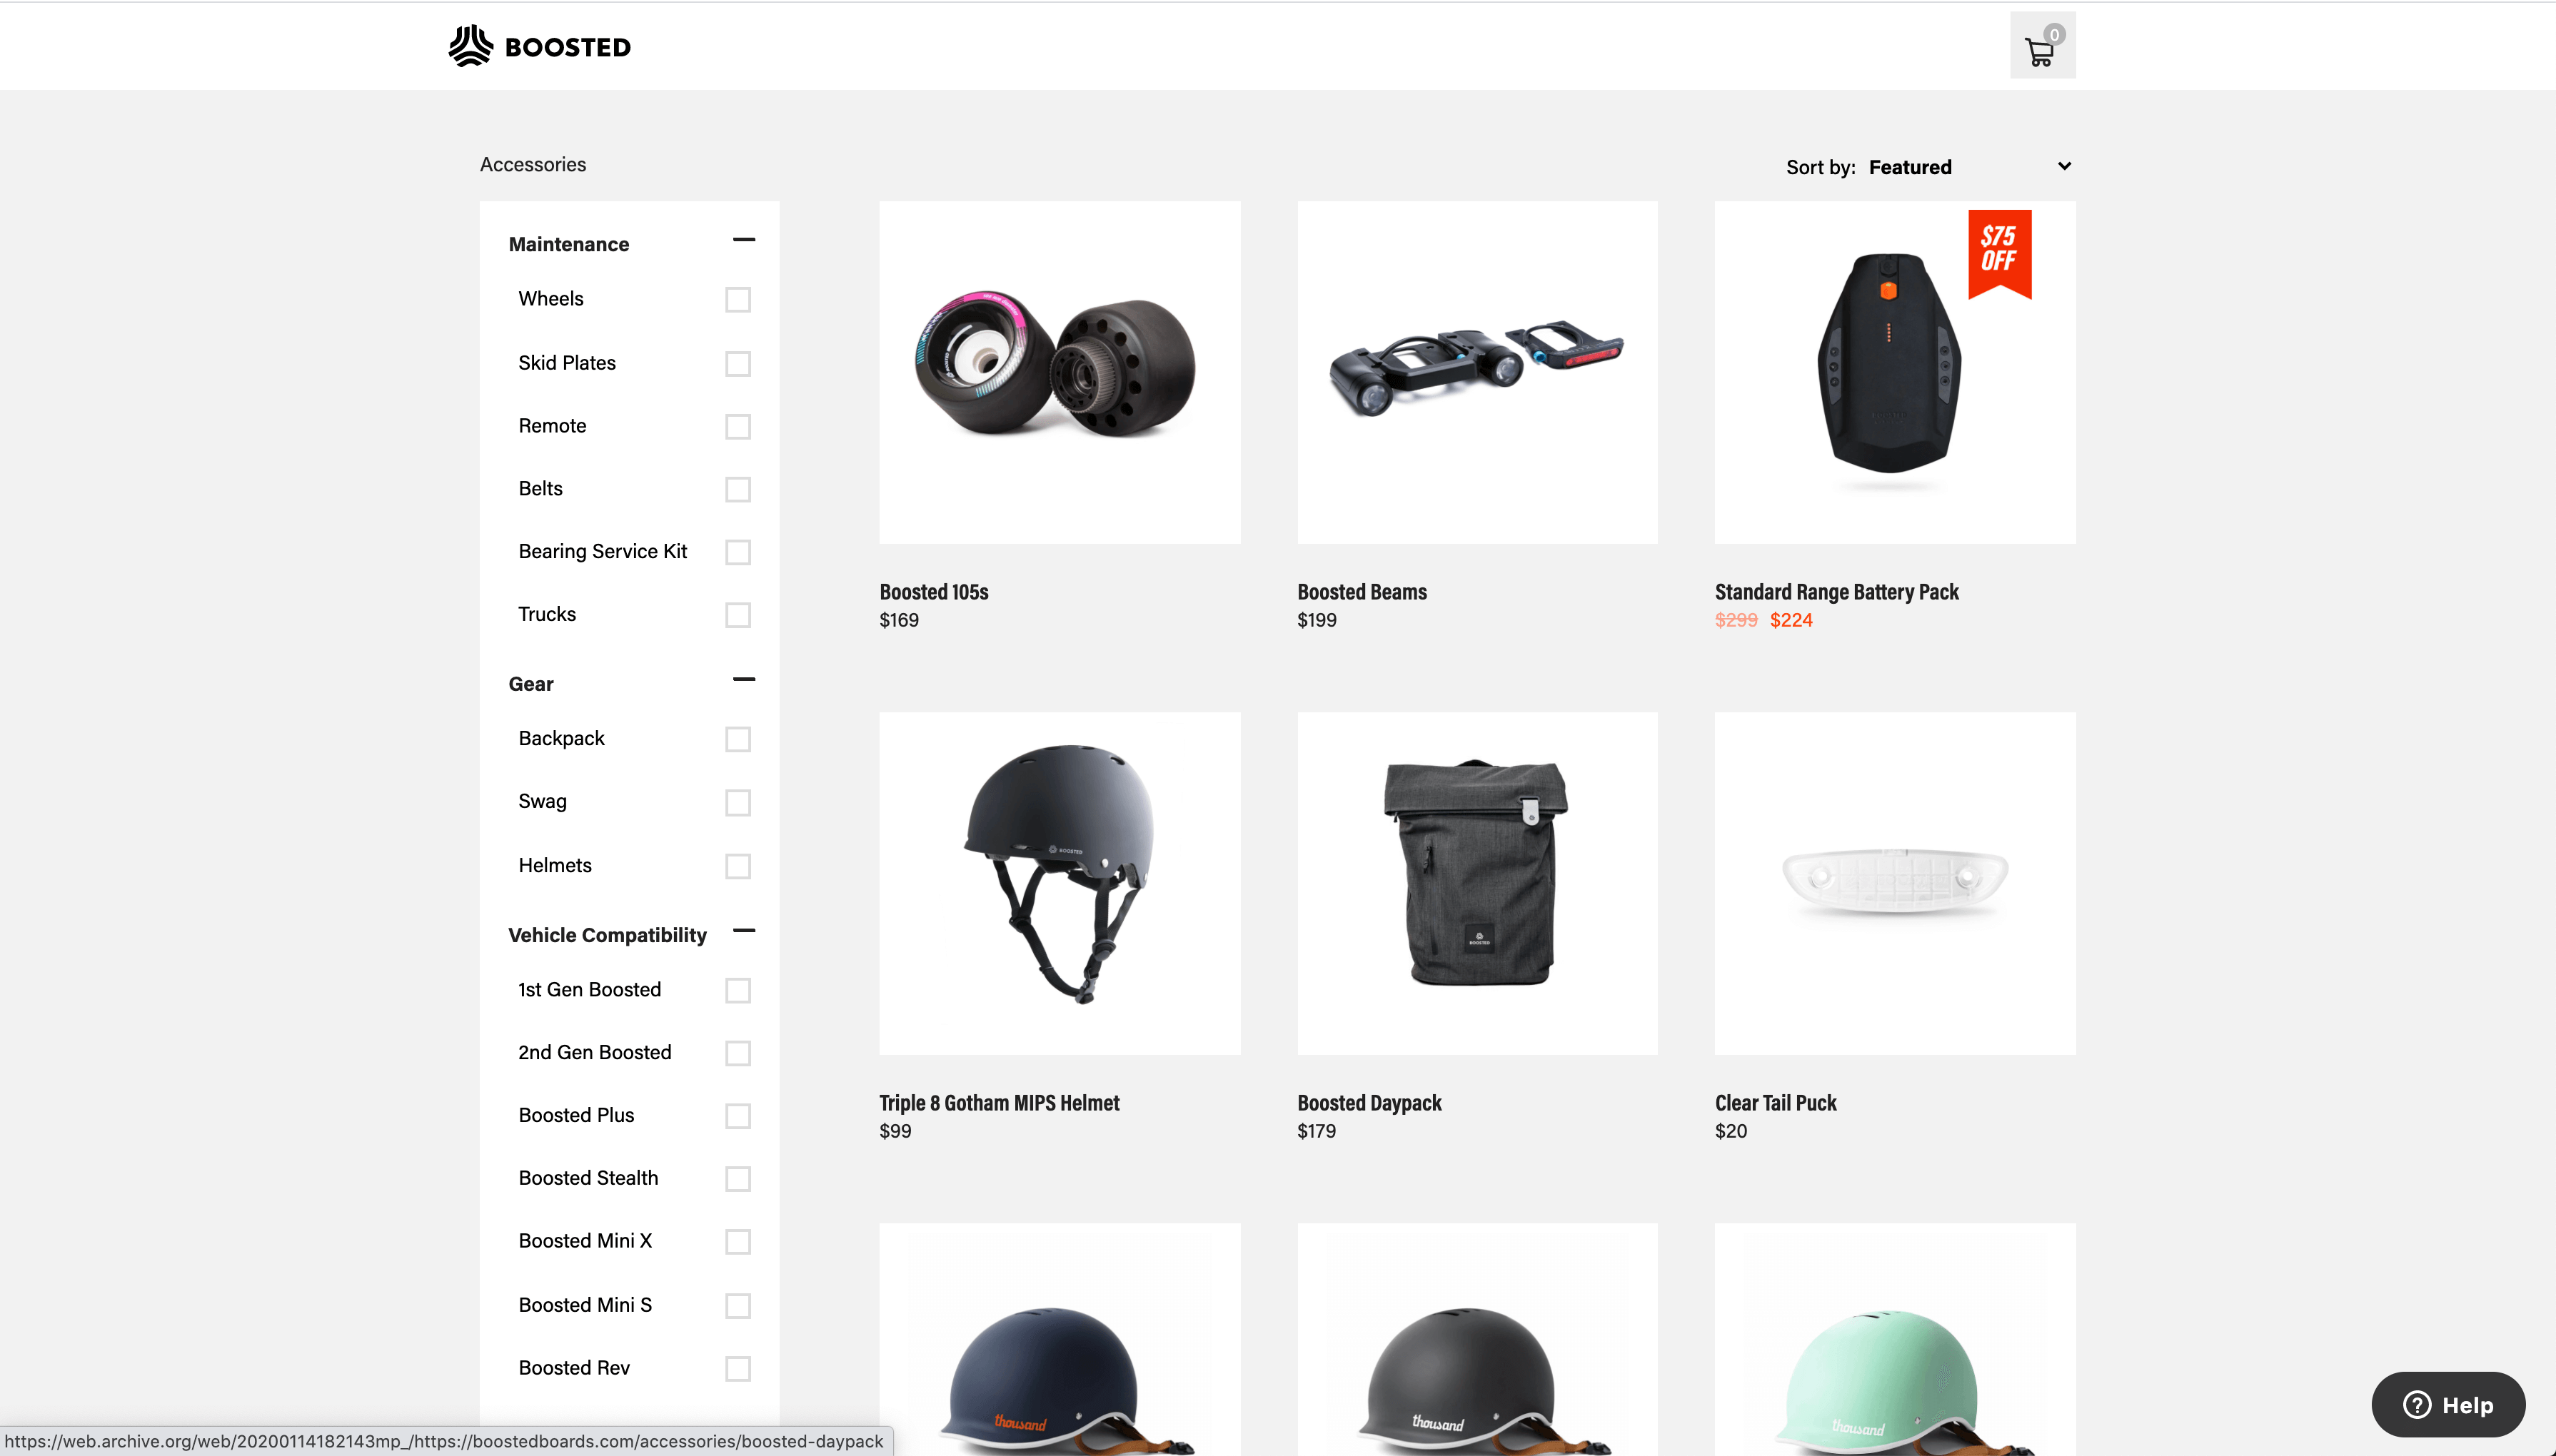 BOOSTED
0
Accessories
Sort by: Featured
Maintenance
Wheels
Skid Plates
Remote
Belts
Bearing Service Kit
Trucks
Gear
Backpack
Swag
Helmets
Vehicle Compatibility
1st Gen Boosted
2nd Gen Boosted
Boosted Plus
Boosted Stealth
Boosted Mini X
Boosted Mini S
Boosted Rev
$75
OFF
Boosted 105s
$169
Boosted Beams
$199
Standard Range Battery Pack
$299 $224
BOOSTED
BOOSTED
Triple 8 Gotham MIPS Helmet
$99
Boosted Daypack
$179
Clear Tail Puck
$20
thousand
thousand
thousand
? Help
https://web.archive.org/web/20200114182143mp_/https://boostedboards.com/accessories/boosted-daypack